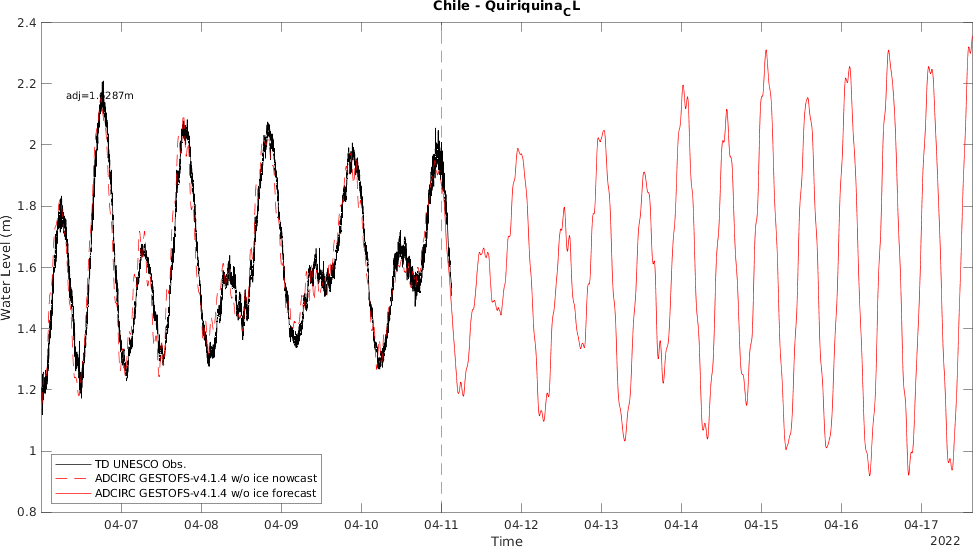 Chile - Quiriquina_CL
adj=1.6287m
2.4
2.2
2
1.8
1.6
1.4
1.2
1
0.8
Water Level (m)
TD UNESCO Obs.
ADCIRC GESTOFS-v4.1.4 w/o ice nowcast
ADCIRC GESTOFS-v4.1.4 w/o ice forecast
04-07 04-08 04-09 04-10 04-11 04-12 04-13 04-14 04-15 04-16 04-17
Time
2022